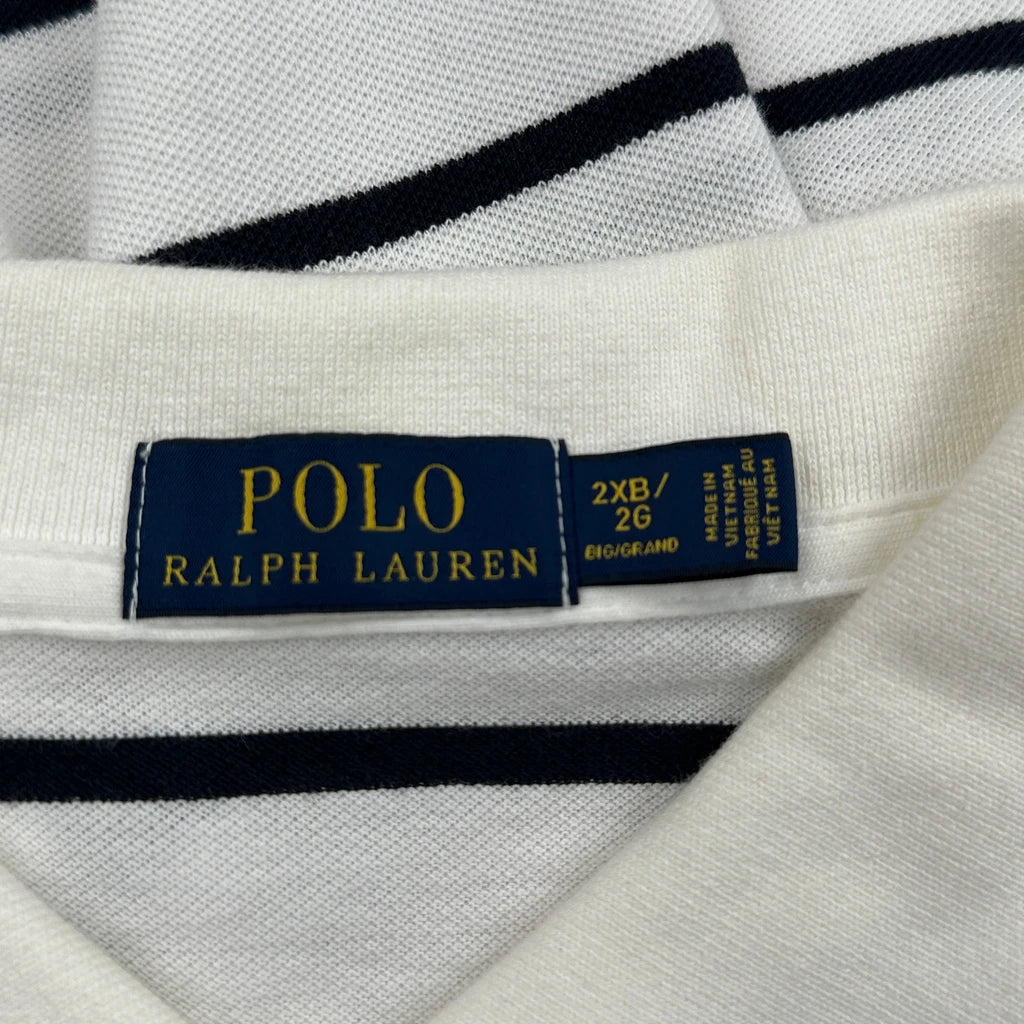 POLO
RALPH LAUREN
2XB/
2G
BIG/GRAND
MADE IN
VIETNAM
FABRIQUÉ AU
VIÊT NAM